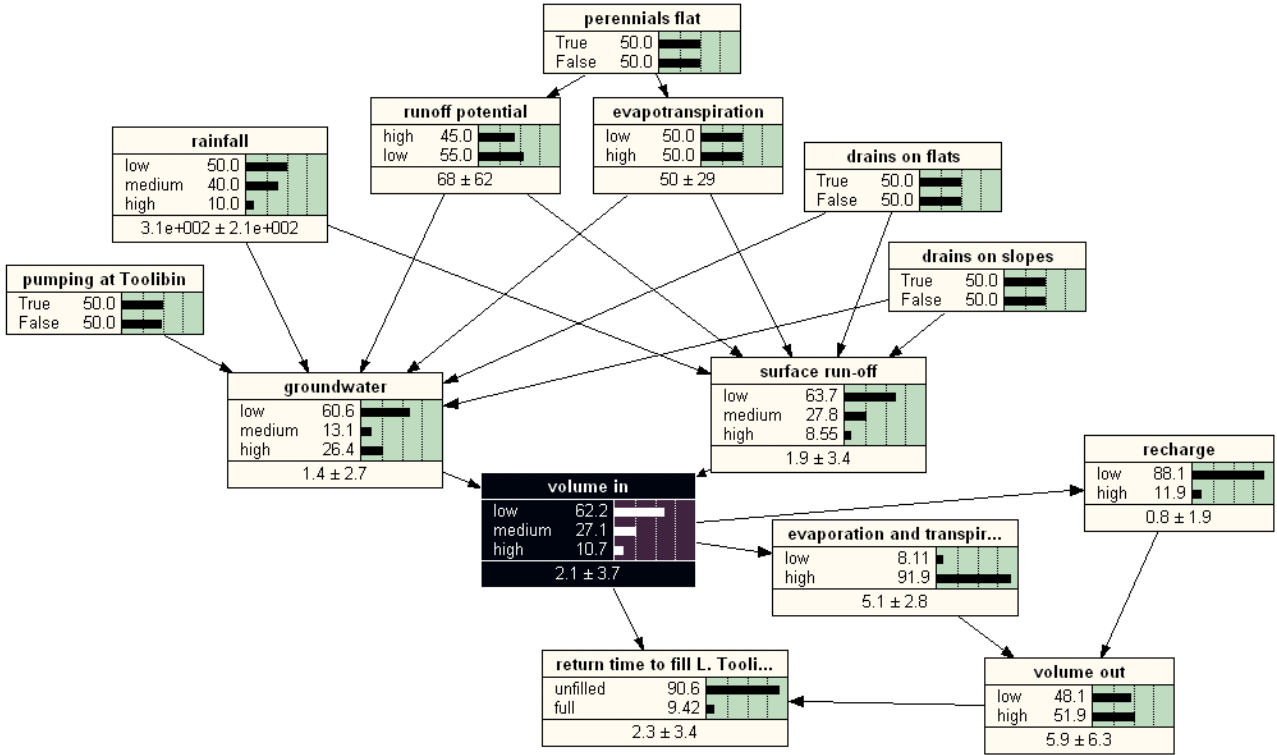 perennials flat
True 50.0
False 50.0
runoff potential
high 45.0
low 55.0
68 ± 62
evapotranspiration
low 50.0
high 50.0
50 ± 29
rainfall
low 50.0
medium 40.0
high 10.0
3.1e+002 ± 2.1e+002
drains on flats
True 50.0
False 50.0
drains on slopes
True 50.0
False 50.0
pumping at Toolibin
True 50.0
False 50.0
groundwater
low 60.6
medium 13.1
high 26.4
1.4 ± 2.7
surface run-off
low 63.7
medium 27.8
high 8.55
1.9 ± 3.4
recharge
low 88.1
high 11.9
0.8 ± 1.9
volume in
low 62.2
medium 27.1
high 10.7
2.1 ± 3.7
evaporation and transpir...
low 8.11
high 91.9
5.1 ± 2.8
return time to fill L. Tooli...
unfilled 90.6
full 9.42
2.3 ± 3.4
volume out
low 48.1
high 51.9
5.9 ± 6.3